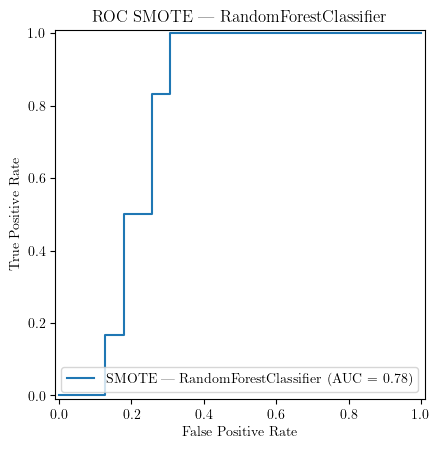 ROC SMOTE — RandomForestClassifier
1.0
0.8
0.6
0.4
0.2
0.0
True Positive Rate
SMOTE — RandomForestClassifier (AUC = 0.78)
0.0 0.2 0.4 0.6 0.8 1.0
False Positive Rate